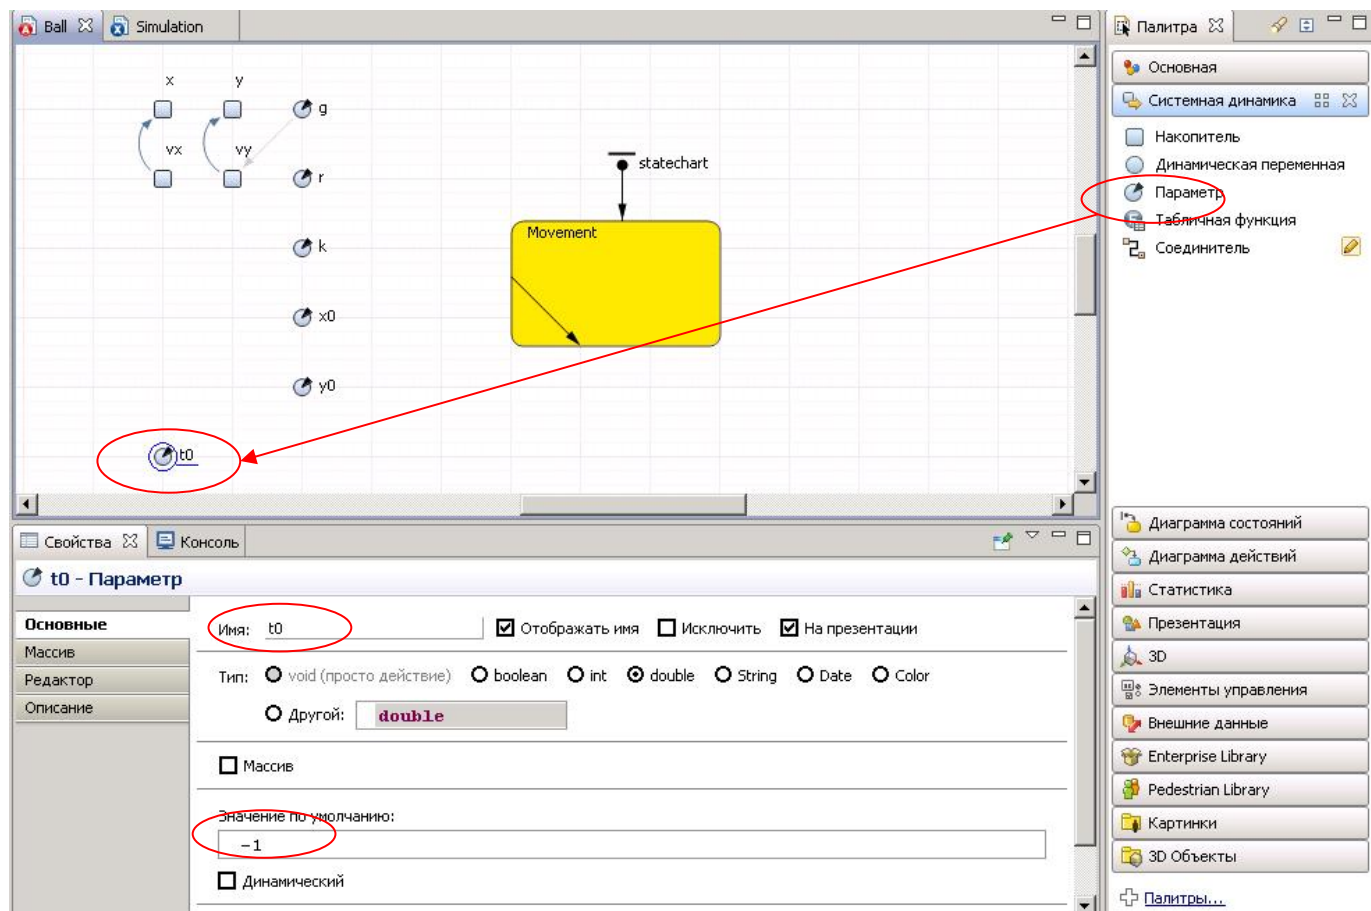 Ball Simulation
x y
g
vx vy
r
k
x0
y0
t0
statechart
Movement
Палитра
Основная
Системная динамика
Накопитель
Динамическая переменная
Параметр
Табличная функция
Соединитель
Диаграмма состояний
Диаграмма действий
Статистика
Презентация
3D
Элементы управления
Внешние данные
Enterprise Library
Pedestrian Library
Картинки
3D Объекты
Палитры...
Свойства Консоль
t0 - Параметр
Основные
Массив
Редактор
Описание
Имя: t0 Отображать имя Исключить На презентации
Тип: void (просто действие) boolean int double String Date Color
Другой: double
Массив
Значение по умолчанию:
-1
Динамический